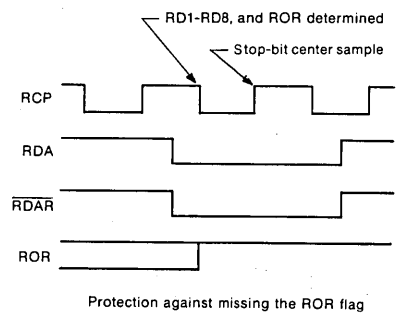 RD1-RD8, and ROR determined
Stop-bit center sample
RCP
RDA
RDAR
ROR
Protection against missing the ROR flag